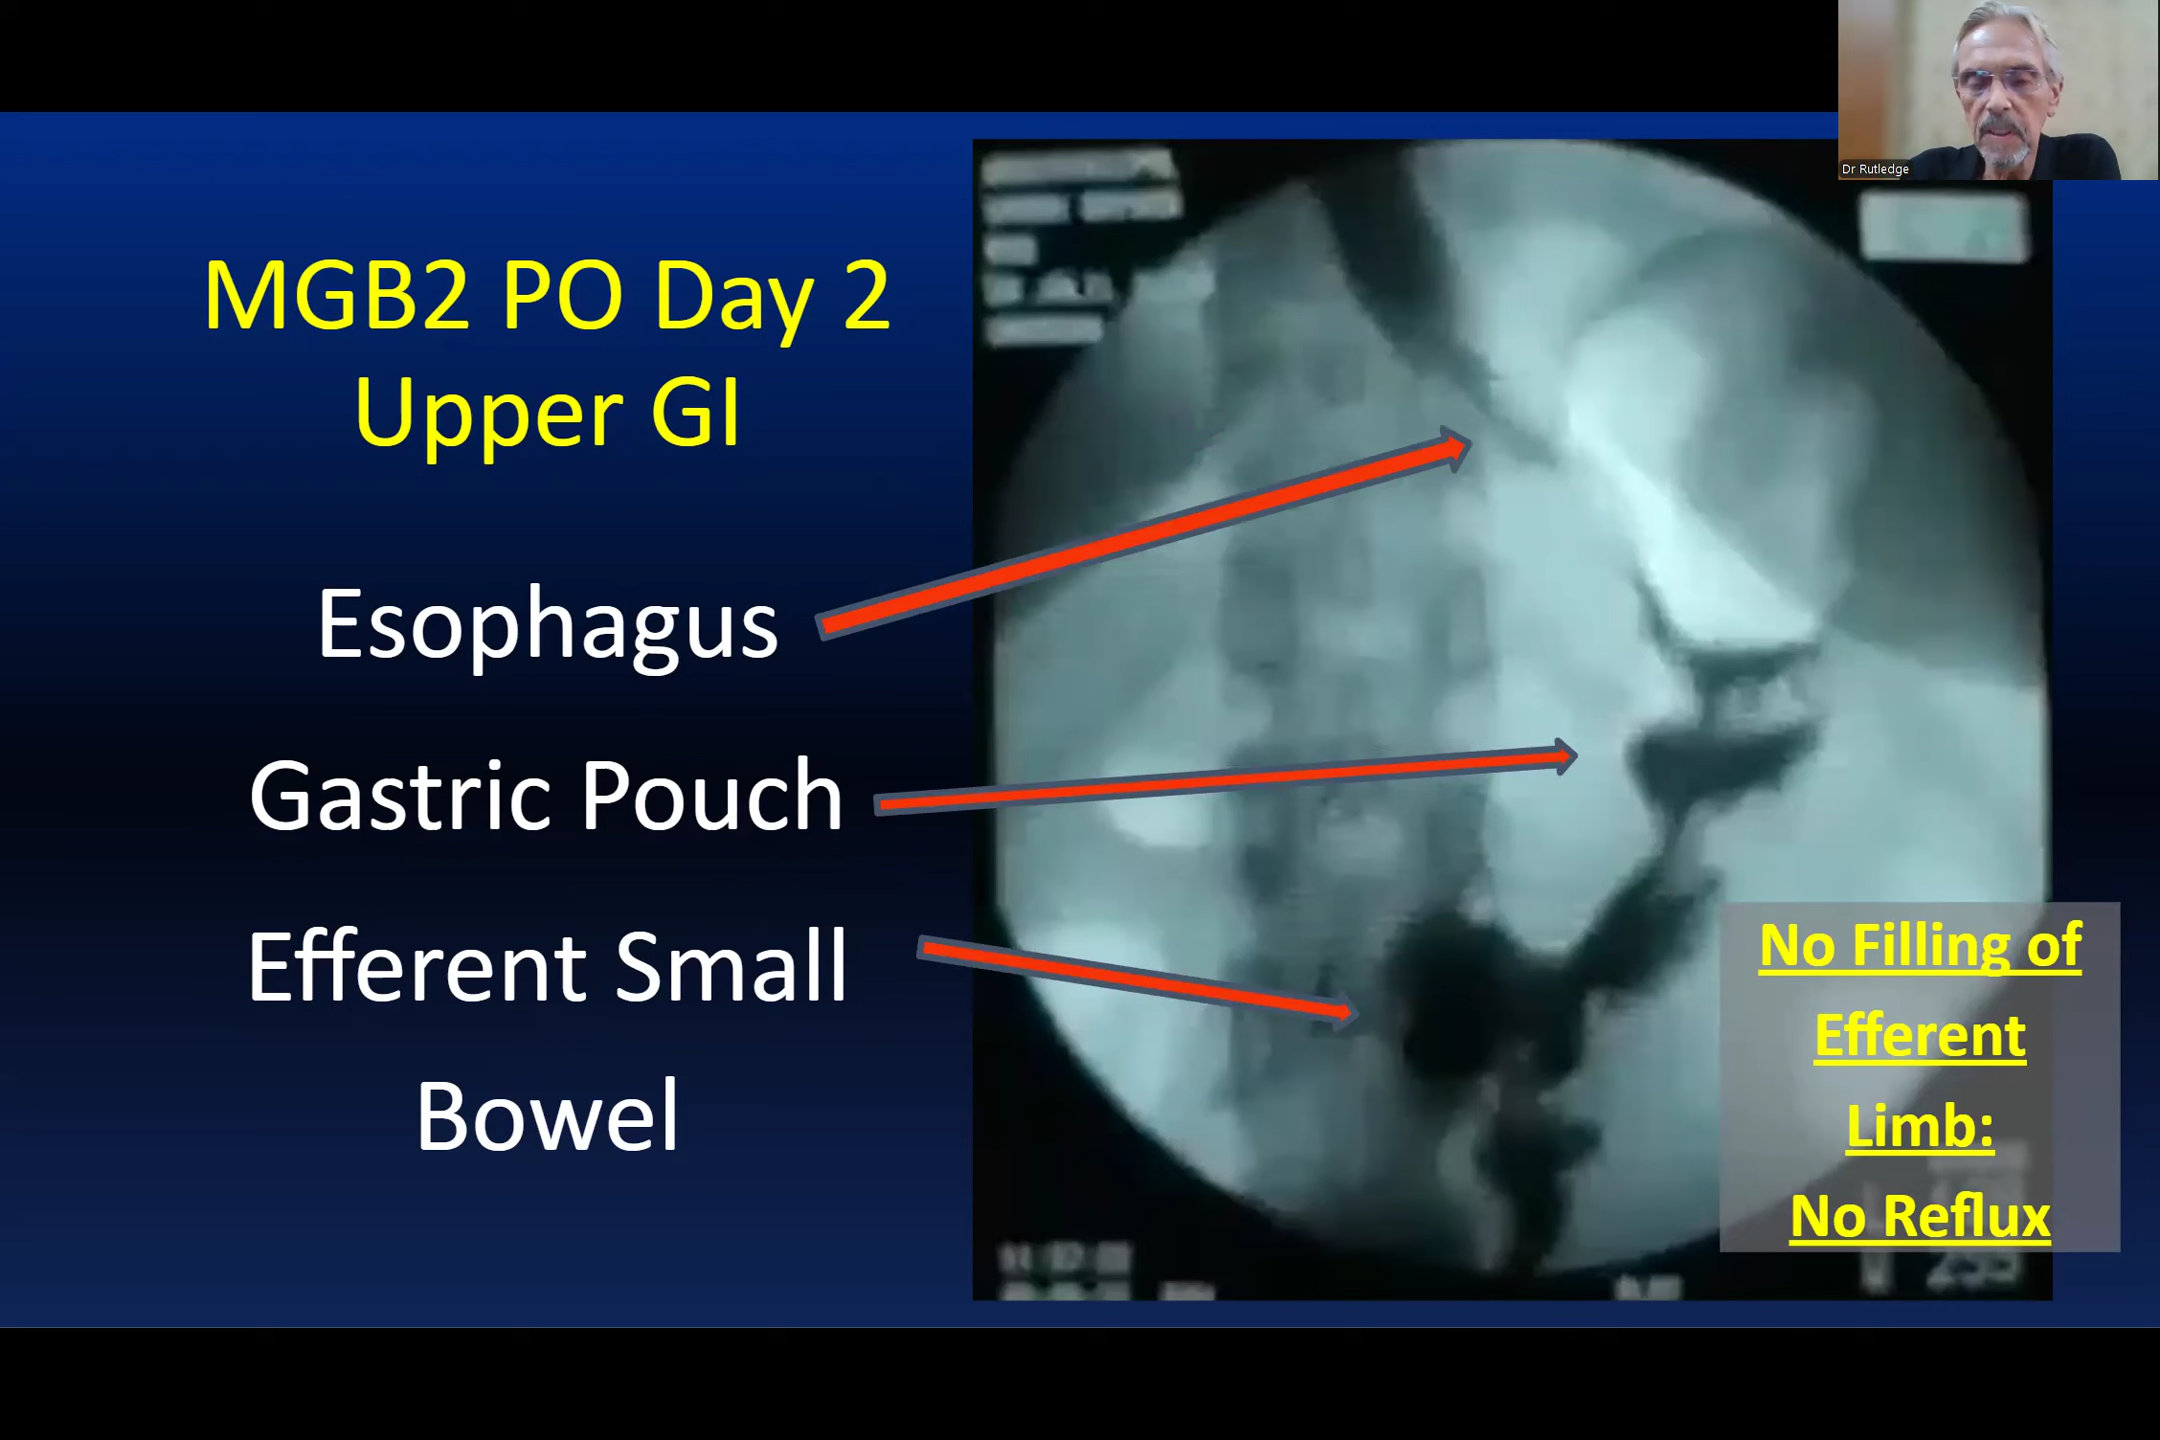 Dr Rutledge
MGB2 PO Day 2
Upper GI
Esophagus
Gastric Pouch
Efferent Small
Bowel
No Filling of
Efferent
Limb:
No Reflux